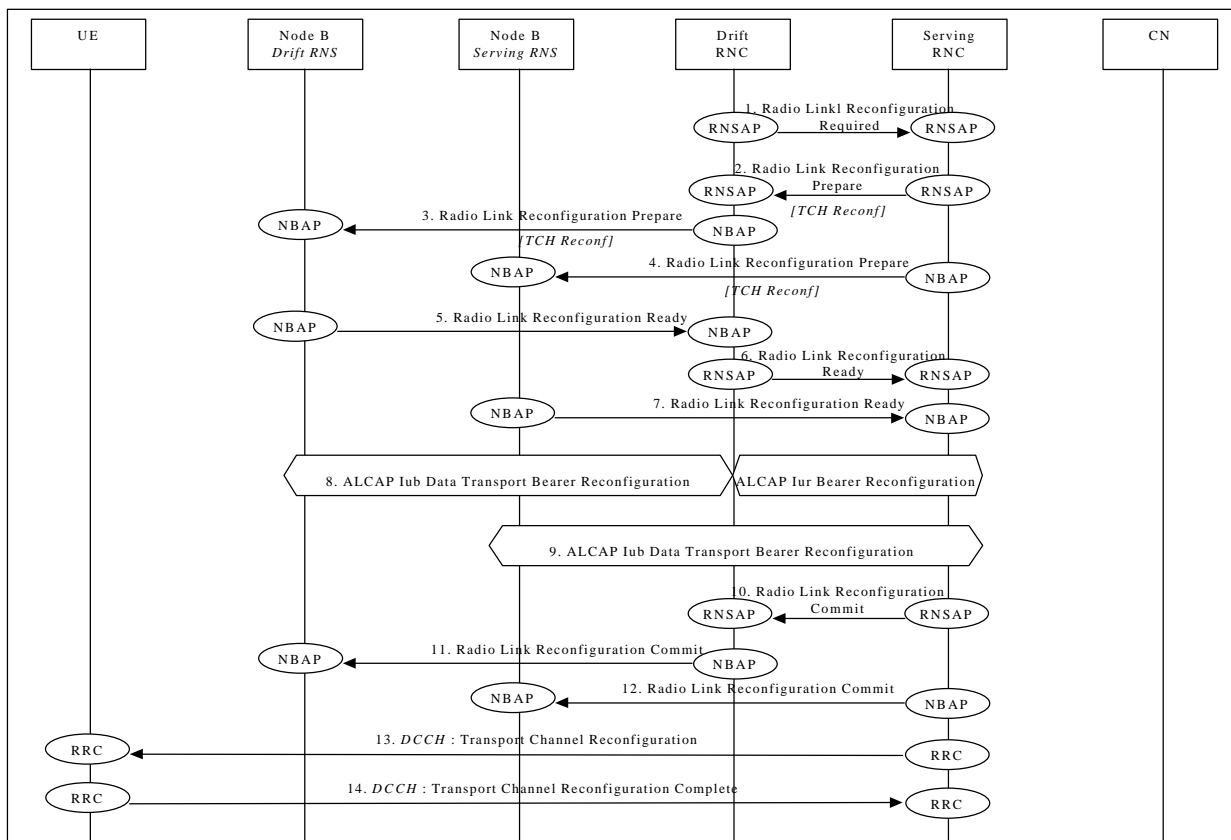 UE
Node B
Drift RNS
Node B
Serving RNS
Drift
RNC
Serving
RNC
CN
1. Radio Linkl Reconfiguration
Required
RNSAP
RNSAP
2. Radio Link Reconfiguration
Prepare
RNSAP
RNSAP
[TCH Reconf]
3. Radio Link Reconfiguration Prepare
NBAP
NBAP
[TCH Reconf]
4. Radio Link Reconfiguration Prepare
NBAP
NBAP
[TCH Reconf]
5. Radio Link Reconfiguration Ready
NBAP
NBAP
6. Radio Link Reconfiguration
Ready
RNSAP
RNSAP
7. Radio Link Reconfiguration Ready
NBAP
NBAP
8. ALCAP Iub Data Transport Bearer Reconfiguration
ALCAP Iur Bearer Reconfiguration
9. ALCAP Iub Data Transport Bearer Reconfiguration
10. Radio Link Reconfiguration
Commit
RNSAP
RNSAP
11. Radio Link Reconfiguration Commit
NBAP
NBAP
12. Radio Link Reconfiguration Commit
NBAP
NBAP
13. DCCH : Transport Channel Reconfiguration
RRC
RRC
14. DCCH : Transport Channel Reconfiguration Complete
RRC
RRC